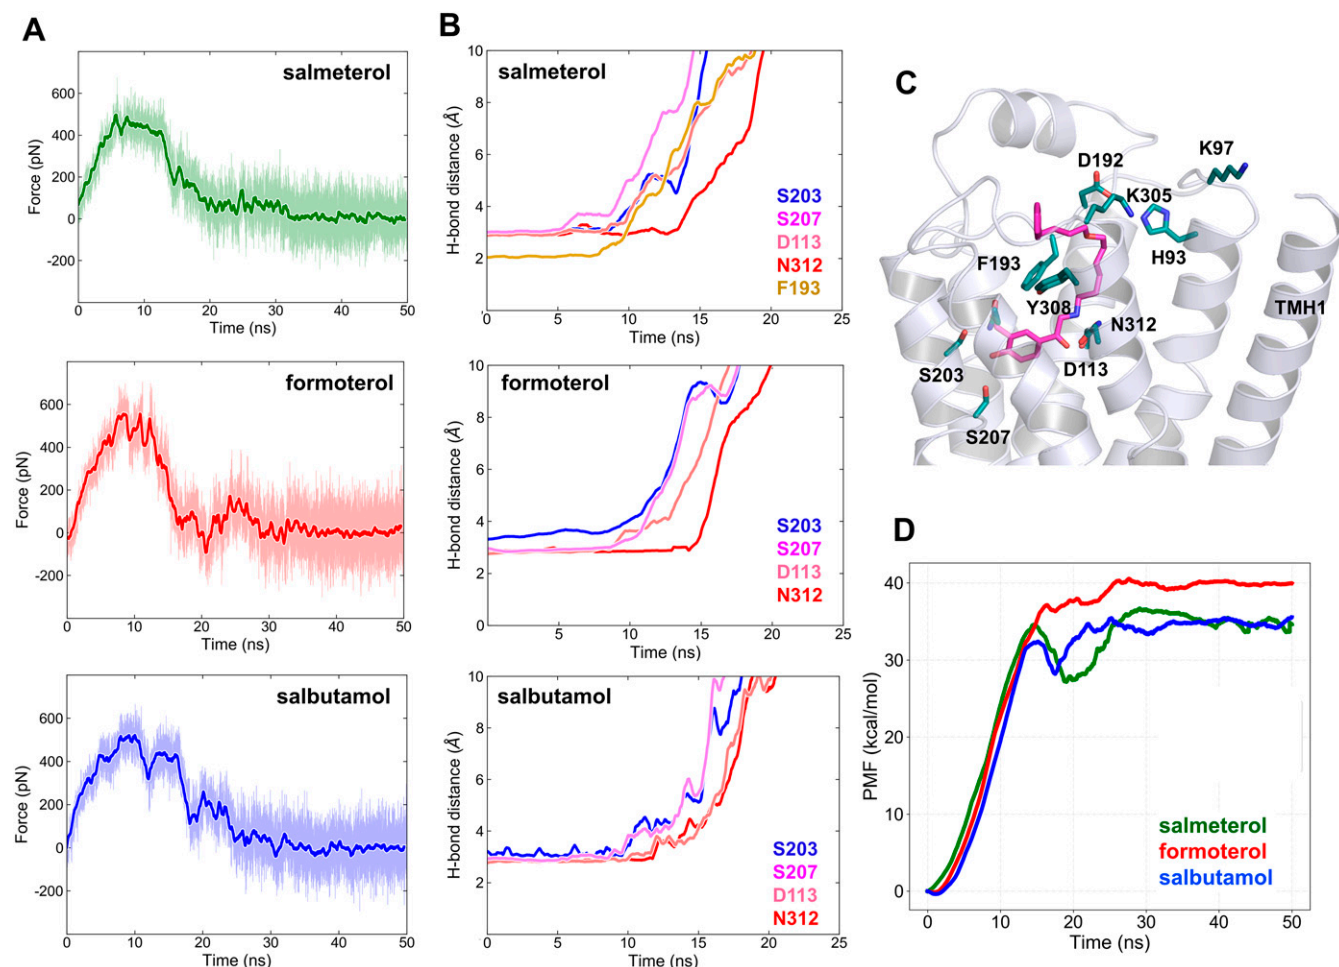 A
salmeterol
Force (pN)
600
400
200
0
-200
0 10 20 30 40 50
Time (ns)
formoterol
Force (pN)
600
400
200
0
-200
0 10 20 30 40 50
Time (ns)
salbutamol
Force (pN)
600
400
200
0
-200
0 10 20 30 40 50
Time (ns)
B
salmeterol
H-bond distance (Å)
10
8
6
4
2
S203
S207
D113
N312
F193
0 5 10 15 20 25
Time (ns)
formoterol
H-bond distance (Å)
10
8
6
4
2
S203
S207
D113
N312
5 10 15 20 25
Time (ns)
salbutamol
H-bond distance (Å)
10
8
6
4
2
S203
S207
D113
N312
0 5 10 15 20 25
Time (ns)
C
D192
K97
K305
F193
H93
Y308
N312
TMH1
S203
D113
S207
D
PMF (kcal/mol)
40
30
20
10
0
salmeterol
formoterol
salbutamol
0 10 20 30 40 50
Time (ns)